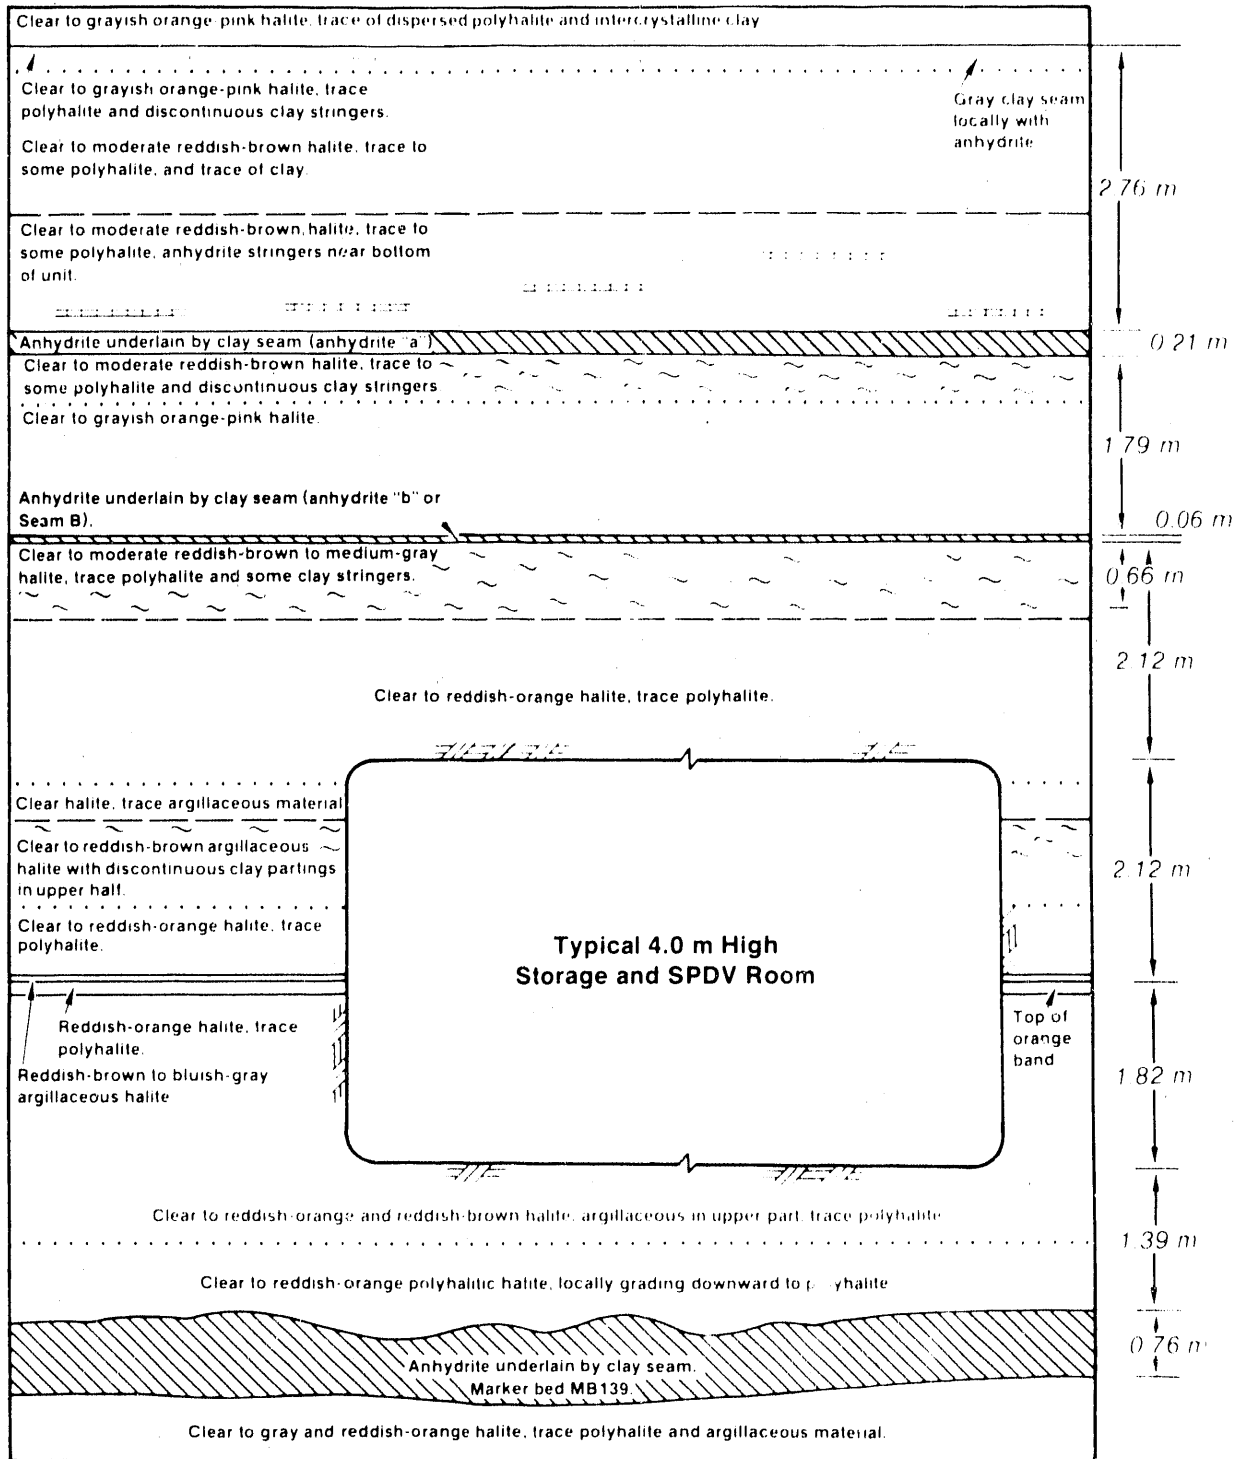 Clear to grayish orange-pink halite, trace of dispersed polyhalite and intercrystalline clay
Clear to grayish orange-pink halite, trace
polyhalite and discontinuous clay stringers.
Gray clay seam
locally with
anhydrite
Clear to moderate reddish-brown halite, trace to
some polyhalite, and trace of clay.
2.76 m
Clear to moderate reddish-brown, halite, trace to
some polyhalite, anhydrite stringers near bottom
of unit.
Anhydrite underlain by clay seam (anhydrite "a")
0.21 m
Clear to moderate reddish-brown halite, trace to
some polyhalite and discontinuous clay stringers
Clear to grayish orange-pink halite.
1.79 m
Anhydrite underlain by clay seam (anhydrite "b" or
Seam B).
0.06 m
Clear to moderate reddish-brown to medium-gray
halite, trace polyhalite and some clay stringers.
0.66 m
2.12 m
Clear to reddish-orange halite, trace polyhalite.
Clear halite, trace argillaceous material
Clear to reddish-brown argillaceous
halite with discontinuous clay partings
in upper half.
2.12 m
Clear to reddish-orange halite, trace
polyhalite.
Typical 4.0 m High
Storage and SPDV Room
Reddish-orange halite, trace
polyhalite.
Reddish-brown to bluish-gray
argillaceous halite
Top of
orange
band
1.82 m
Clear to reddish-orange and reddish-brown halite, argillaceous in upper part, trace polyhalite
1.39 m
Clear to reddish-orange polyhalitic halite, locally grading downward to p yhalite
0.76 m
Anhydrite underlain by clay seam.
Marker bed MB139.
Clear to gray and reddish-orange halite, trace polyhalite and argillaceous material.